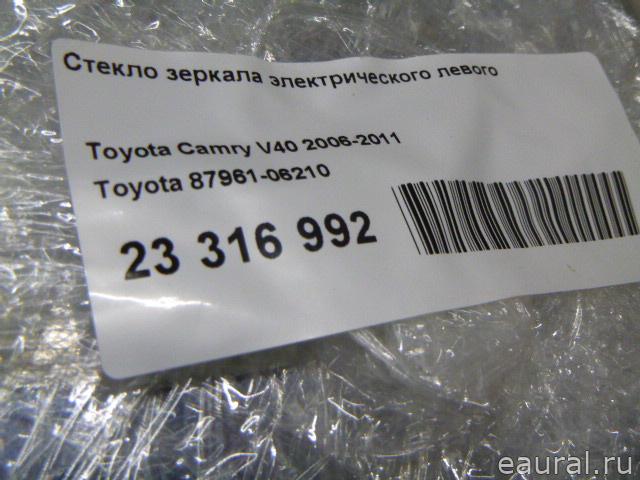 Стекло зеркала электрического левого
Toyota Camry V40 2006-2011
Toyota 87961-06210
23 316 992
eaural.ru